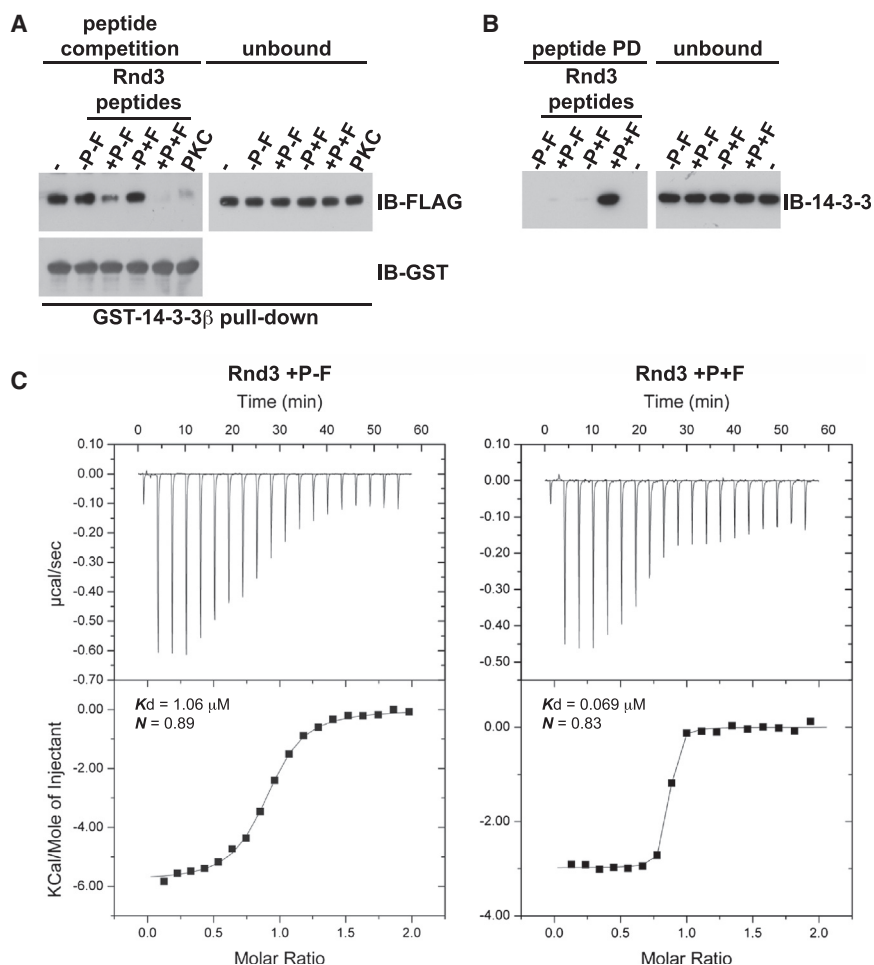 A
peptide
competition
unbound
Rnd3
peptides
- -P-F +P-F -P+F +P+F PKC
- -P-F +P-F -P+F +P+F PKC
IB-FLAG
IB-GST
GST-14-3-3β pull-down
B
peptide PD
unbound
Rnd3
peptides
-P-F +P-F -P+F +P+F -
-P-F +P-F -P+F +P+F -
IB-14-3-3
C
Rnd3 +P-F
Time (min)
0 10 20 30 40 50 60
0.10
0.00
-0.10
-0.20
-0.30
-0.40
-0.50
-0.60
-0.70
µcal/sec
Kd = 1.06 µM
N = 0.89
0.00
-2.00
-4.00
-6.00
KCal/Mole of Injectant
0.0 0.5 1.0 1.5 2.0
Molar Ratio
Rnd3 +P+F
Time (min)
0 10 20 30 40 50 60
0.10
0.00
-0.10
-0.20
-0.30
-0.40
-0.50
Kd = 0.069 µM
N = 0.83
0.00
-2.00
-4.00
0.0 0.5 1.0 1.5 2.0
Molar Ratio